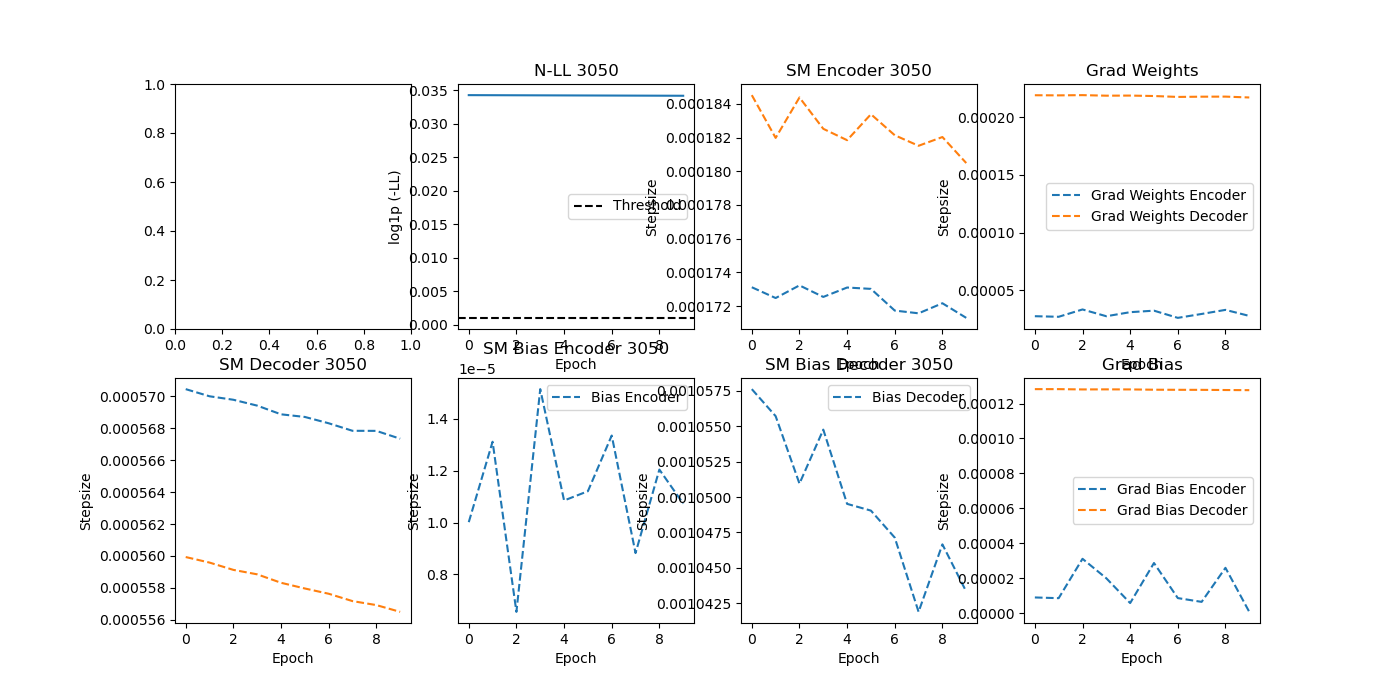 N-LL 3050
SM Encoder 3050
Grad Weights
1.0
0.8
0.6
0.4
0.2
0.0
0.0 0.2 0.4 0.6 0.8 1.0
log1p (-LL)
0.035
0.030
0.025
0.020
0.015
0.010
0.005
0.000
Threshold
0 2 4 6 8
Epoch
Stepsize
0.000184
0.000182
0.000180
0.000178
0.000176
0.000174
0.000172
0 2 4 6 8
Epoch
Stepsize
0.00020
0.00015
0.00010
0.00005
Grad Weights Encoder
Grad Weights Decoder
0 2 4 6 8
Epoch
SM Decoder 3050
SM Bias Encoder 3050
SM Bias Decoder 3050
Grad Bias
Stepsize
0.000570
0.000568
0.000566
0.000564
0.000562
0.000560
0.000558
0.000556
0 2 4 6 8
Epoch
Stepsize
1e−5
1.4
1.2
1.0
0.8
Bias Encoder
0 2 4 6 8
Epoch
Stepsize
0.0010575
0.0010550
0.0010525
0.0010500
0.0010475
0.0010450
0.0010425
Bias Decoder
0 2 4 6 8
Epoch
Stepsize
0.00012
0.00010
0.00008
0.00006
0.00004
0.00002
0.00000
Grad Bias Encoder
Grad Bias Decoder
0 2 4 6 8
Epoch